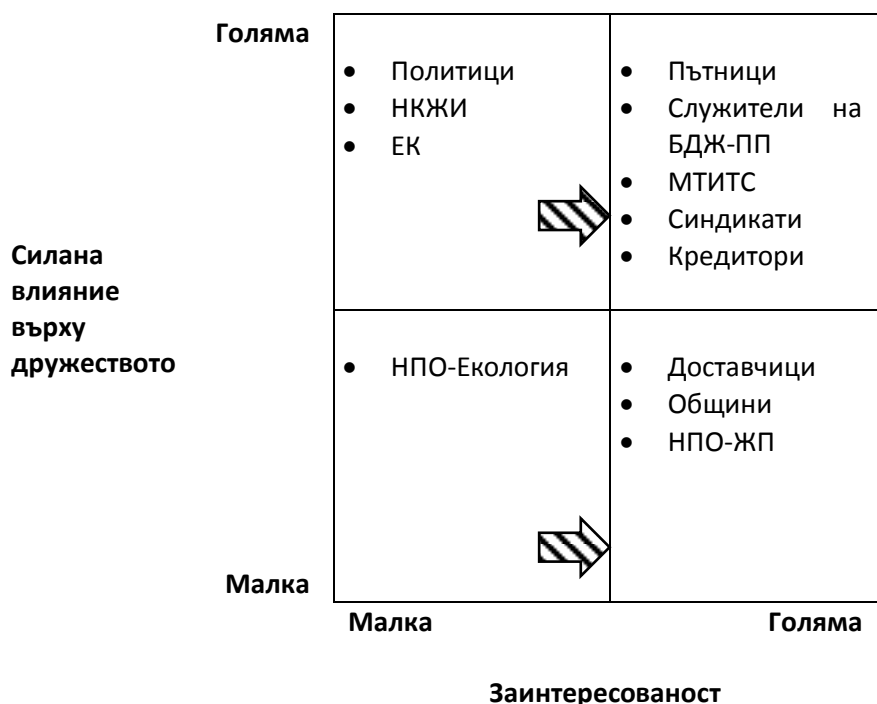 Голяма
• Политици
• НКЖИ
• ЕК
• Пътници
• Служители на
БДЖ-ПП
• МТИТС
• Синдикати
• Кредитори
Силана
влияние
върху
дружеството
• НПО-Екология
• Доставчици
• Общини
• НПО-ЖП
Малка
Малка
Голяма
Заинтересованост